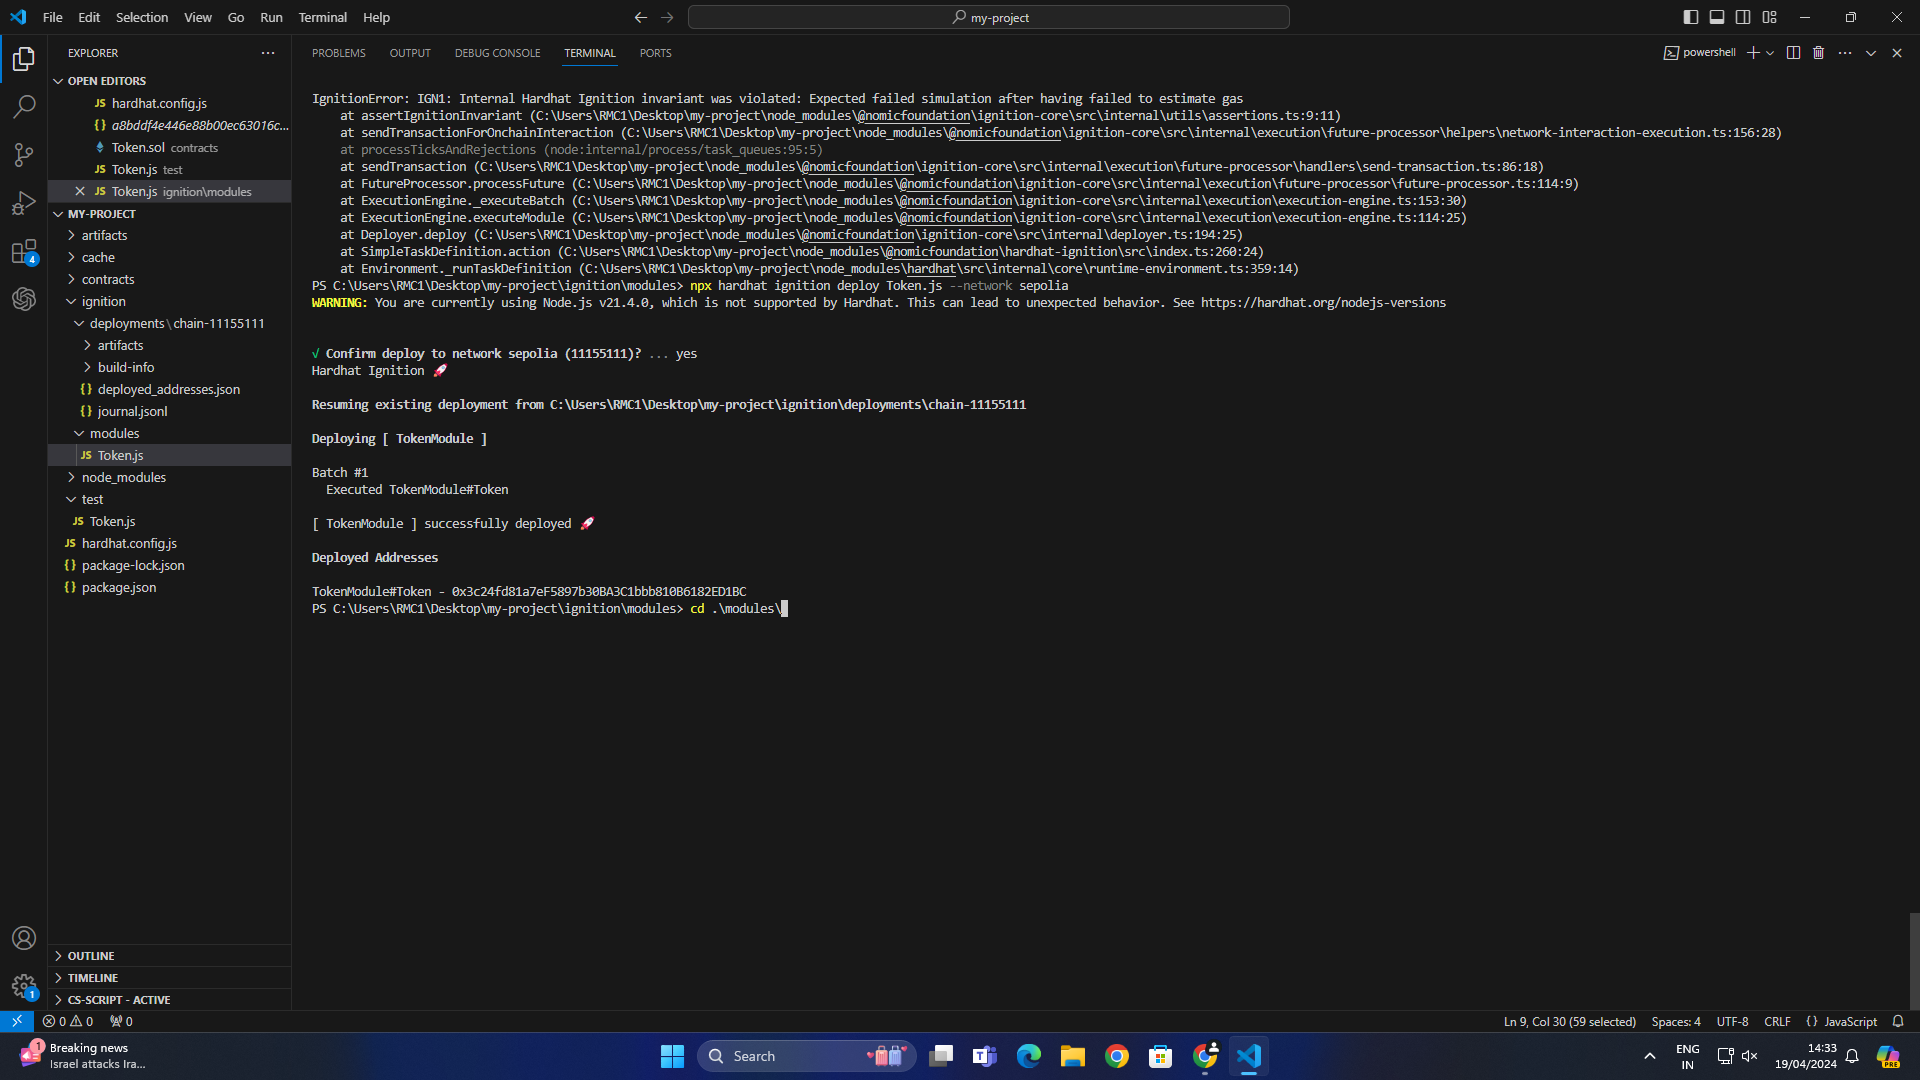 File Edit Selection View Go Run Terminal Help
my-project
EXPLORER
OPEN EDITORS
JS hardhat.config.js
{} a8bddf4e446e88b00ec63016c...
Token.sol contracts
JS Token.js test
JS Token.js ignition\modules
MY-PROJECT
artifacts
cache
contracts
ignition
deployments\chain-11155111
artifacts
build-info
{} deployed_addresses.json
{} journal.jsonl
modules
JS Token.js
node_modules
test
JS Token.js
JS hardhat.config.js
{} package-lock.json
{} package.json
OUTLINE
TIMELINE
CS-SCRIPT - ACTIVE
4
1
PROBLEMS OUTPUT DEBUG CONSOLE TERMINAL PORTS
powershell
IgnitionError: IGN1: Internal Hardhat Ignition invariant was violated: Expected failed simulation after having failed to estimate gas
at assertIgnitionInvariant (C:\Users\RMC1\Desktop\my-project\node_modules\@nomicfoundation\ignition-core\src\internal\utils\assertions.ts:9:11)
at sendTransactionForOnchainInteraction (C:\Users\RMC1\Desktop\my-project\node_modules\@nomicfoundation\ignition-core\src\internal\execution\future-processor\helpers\network-interaction-execution.ts:156:28)
at processTicksAndRejections (node:internal/process/task_queues:95:5)
at sendTransaction (C:\Users\RMC1\Desktop\my-project\node_modules\@nomicfoundation\ignition-core\src\internal\execution\future-processor\handlers\send-transaction.ts:86:18)
at FutureProcessor.processFuture (C:\Users\RMC1\Desktop\my-project\node_modules\@nomicfoundation\ignition-core\src\internal\execution\future-processor\future-processor.ts:114:9)
at ExecutionEngine._executeBatch (C:\Users\RMC1\Desktop\my-project\node_modules\@nomicfoundation\ignition-core\src\internal\execution\execution-engine.ts:153:30)
at ExecutionEngine.executeModule (C:\Users\RMC1\Desktop\my-project\node_modules\@nomicfoundation\ignition-core\src\internal\execution\execution-engine.ts:114:25)
at Deployer.deploy (C:\Users\RMC1\Desktop\my-project\node_modules\@nomicfoundation\ignition-core\src\internal\deployer.ts:194:25)
at SimpleTaskDefinition.action (C:\Users\RMC1\Desktop\my-project\node_modules\@nomicfoundation\hardhat-ignition\src\index.ts:260:24)
at Environment._runTaskDefinition (C:\Users\RMC1\Desktop\my-project\node_modules\hardhat\src\internal\core\runtime-environment.ts:359:14)
PS C:\Users\RMC1\Desktop\my-project\ignition\modules> npx hardhat ignition deploy Token.js --network sepolia
WARNING: You are currently using Node.js v21.4.0, which is not supported by Hardhat. This can lead to unexpected behavior. See https://hardhat.org/nodejs-versions
√ Confirm deploy to network sepolia (11155111)? ... yes
Hardhat Ignition 🚀
Resuming existing deployment from C:\Users\RMC1\Desktop\my-project\ignition\deployments\chain-11155111
Deploying [ TokenModule ]
Batch #1
Executed TokenModule#Token
[ TokenModule ] successfully deployed 🚀
Deployed Addresses
TokenModule#Token - 0x3c24fd81a7eF5897b30BA3C1bbb810B6182ED1BC
PS C:\Users\RMC1\Desktop\my-project\ignition\modules> cd .\modules\
0 0 0
Ln 9, Col 30 (59 selected) Spaces: 4 UTF-8 CRLF {} JavaScript
1
Breaking news
Israel attacks Ira...
Search
ENG
IN
14:33
19/04/2024
PRE